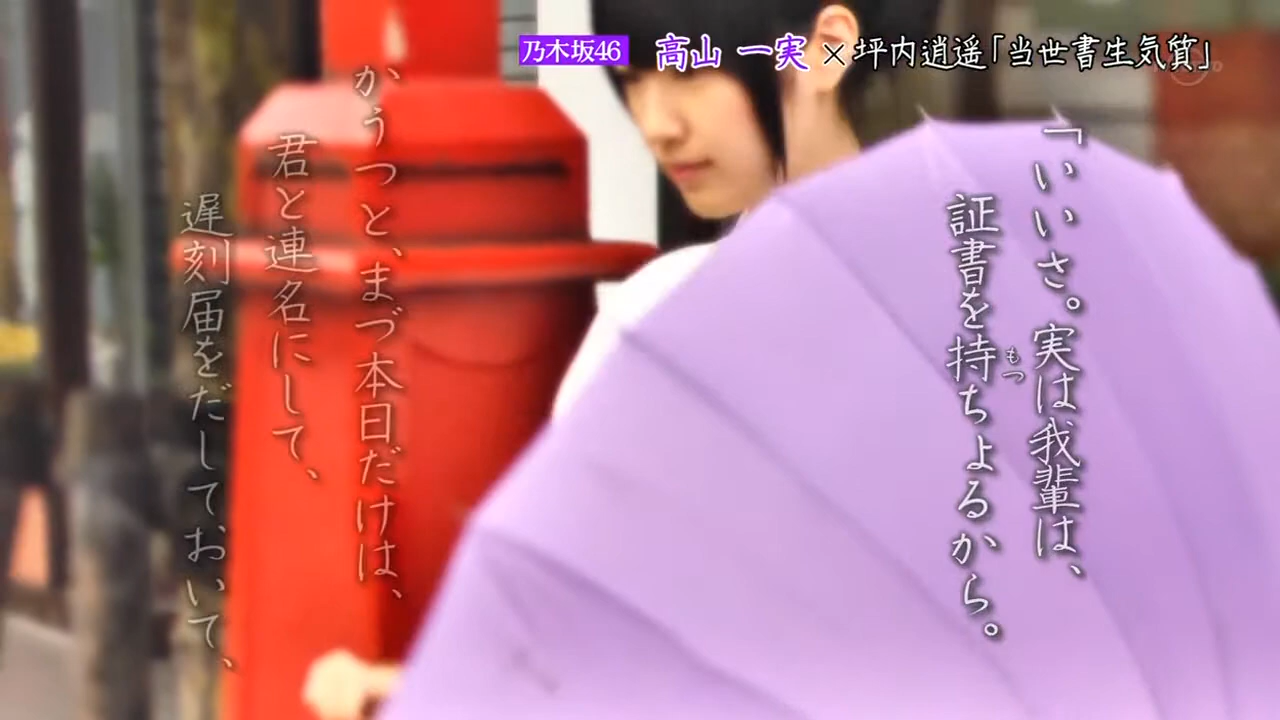 乃木坂46 高山 一実×坪内逍遥「当世書生気質」
「いいさ。実は我輩は、
証書を持ちょるから。
もつ
かうつと、まづ本日だけは、
君と連名にして、
遅刻届をだしておいて、